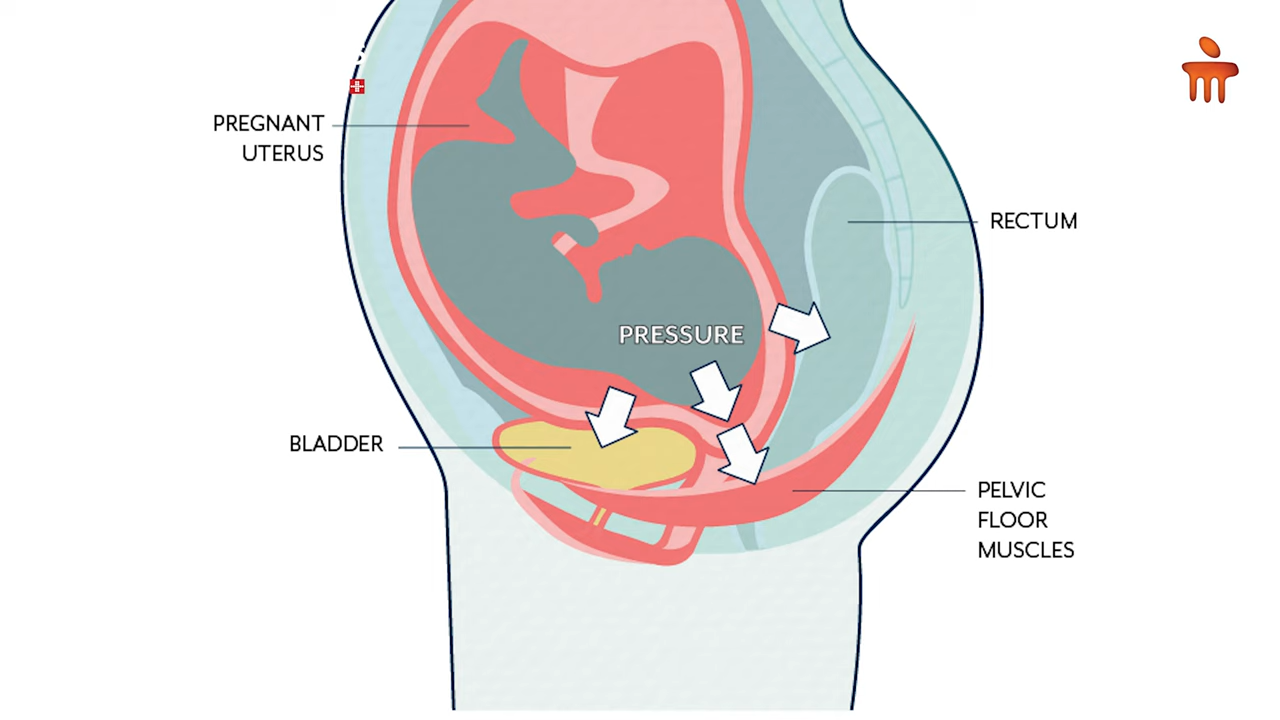 PREGNANT
UTERUS
RECTUM
PRESSURE
BLADDER
PELVIC
FLOOR
MUSCLES